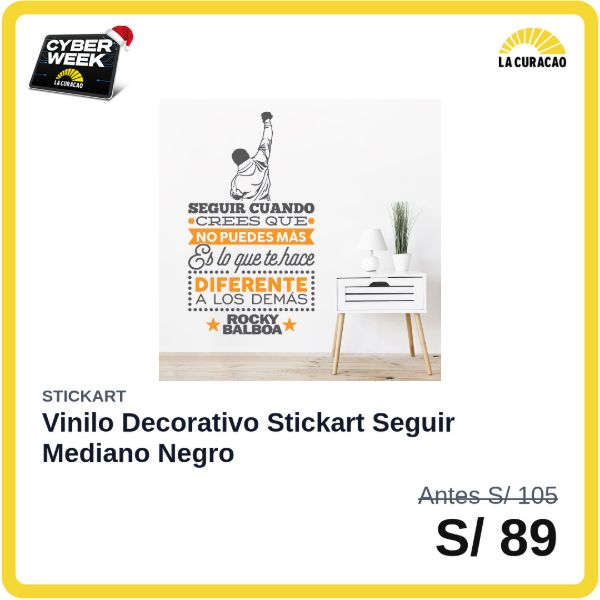 CYBER
WEEK
LA CURACAO
LA CURACAO
SEGUIR CUANDO
CREES QUE
NO PUEDES MÁS
Es lo que te hace
DIFERENTE
A LOS DEMÁS
ROCKY
BALBOA
STICKART
Vinilo Decorativo Stickart Seguir
Mediano Negro
Antes S/ 105
S/ 89